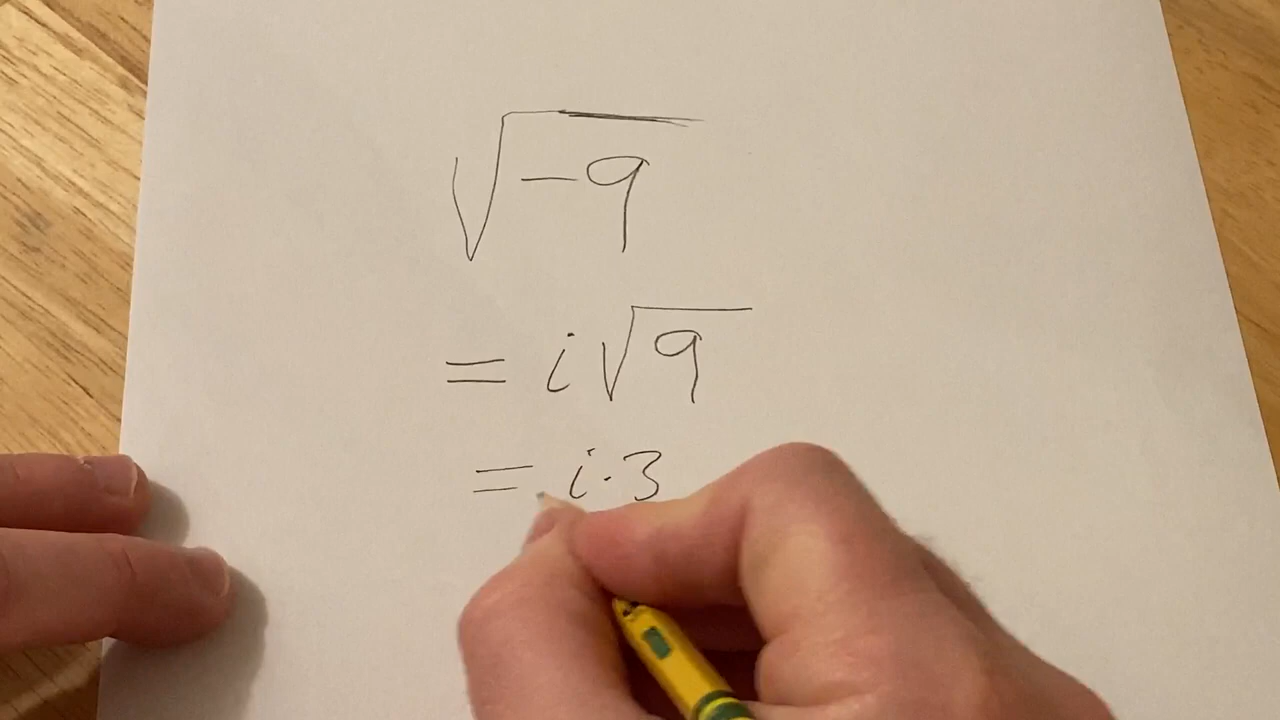 √-9
= i√9
= i·3